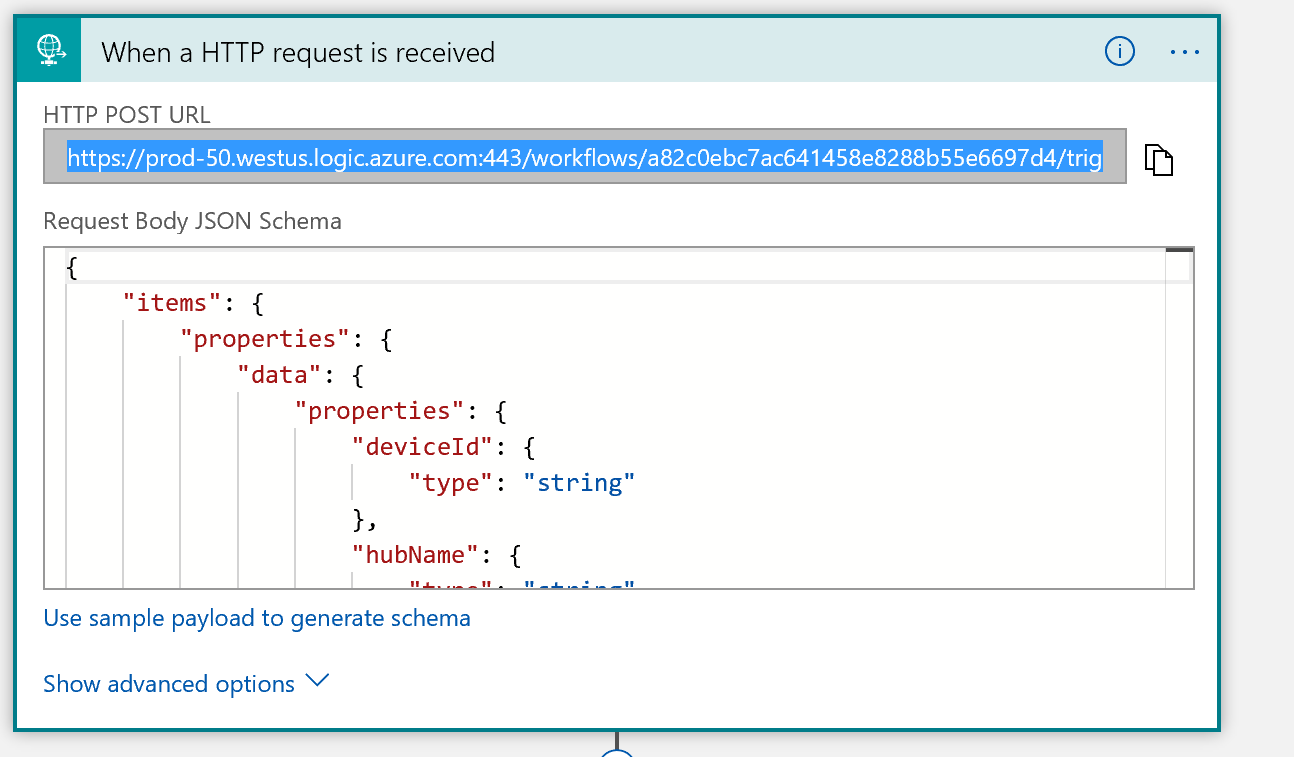 When a HTTP request is received
HTTP POST URL
https://prod-50.westus.logic.azure.com:443/workflows/a82c0ebc7ac641458e8288b55e6697d4/trig
Request Body JSON Schema
{
"items": {
"properties": {
"data": {
"properties": {
"deviceId": {
"type": "string"
},
"hubName": {
"type": "string"
Use sample payload to generate schema
Show advanced options